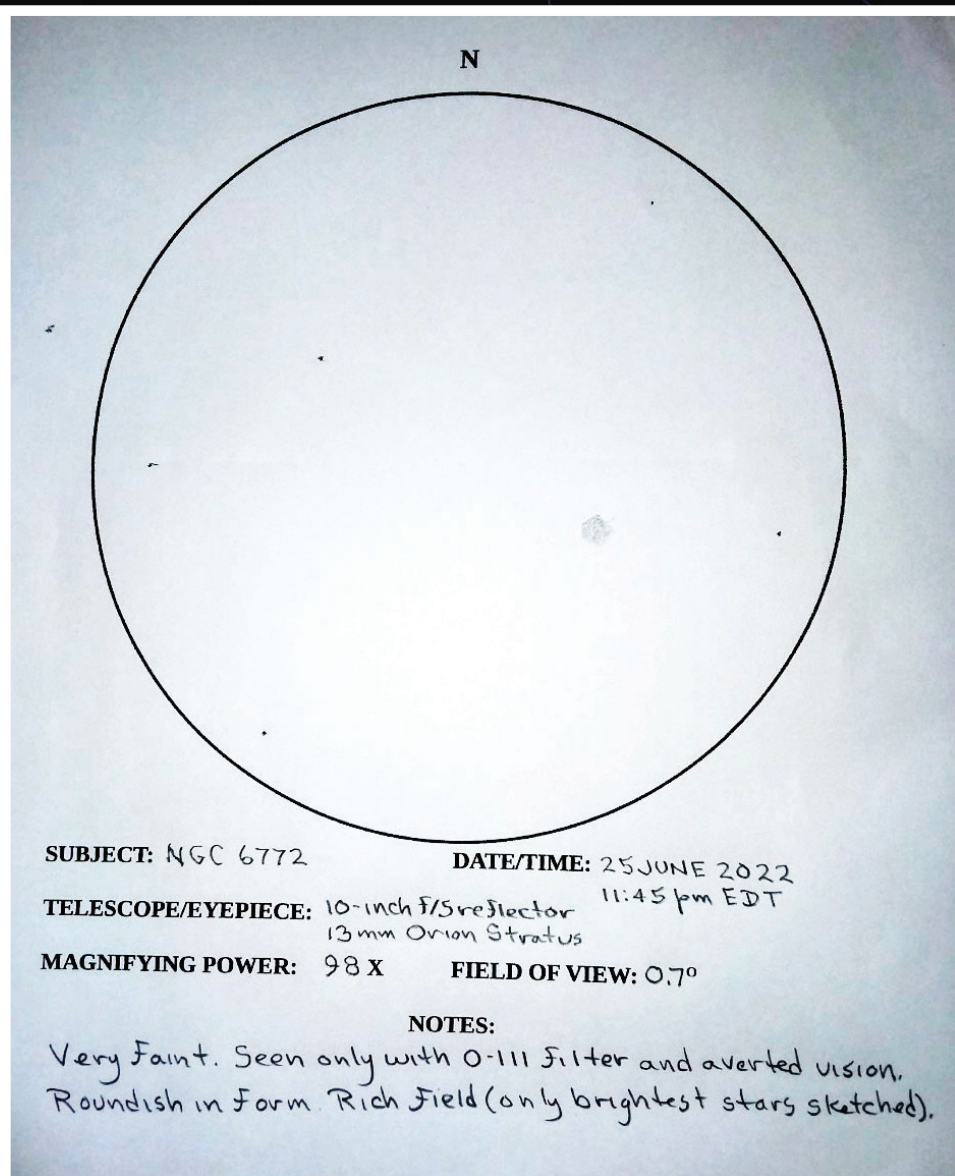 N
SUBJECT: NGC 6772
DATE/TIME: 25 JUNE 2022
11:45 pm EDT
TELESCOPE/EYEPIECE: 10-inch f/5 reflector
13mm Orion Stratus
MAGNIFYING POWER: 98 X
FIELD OF VIEW: 0.7°
NOTES:
Very faint. Seen only with O-III filter and averted vision.
Roundish in form. Rich field (only brightest stars sketched).